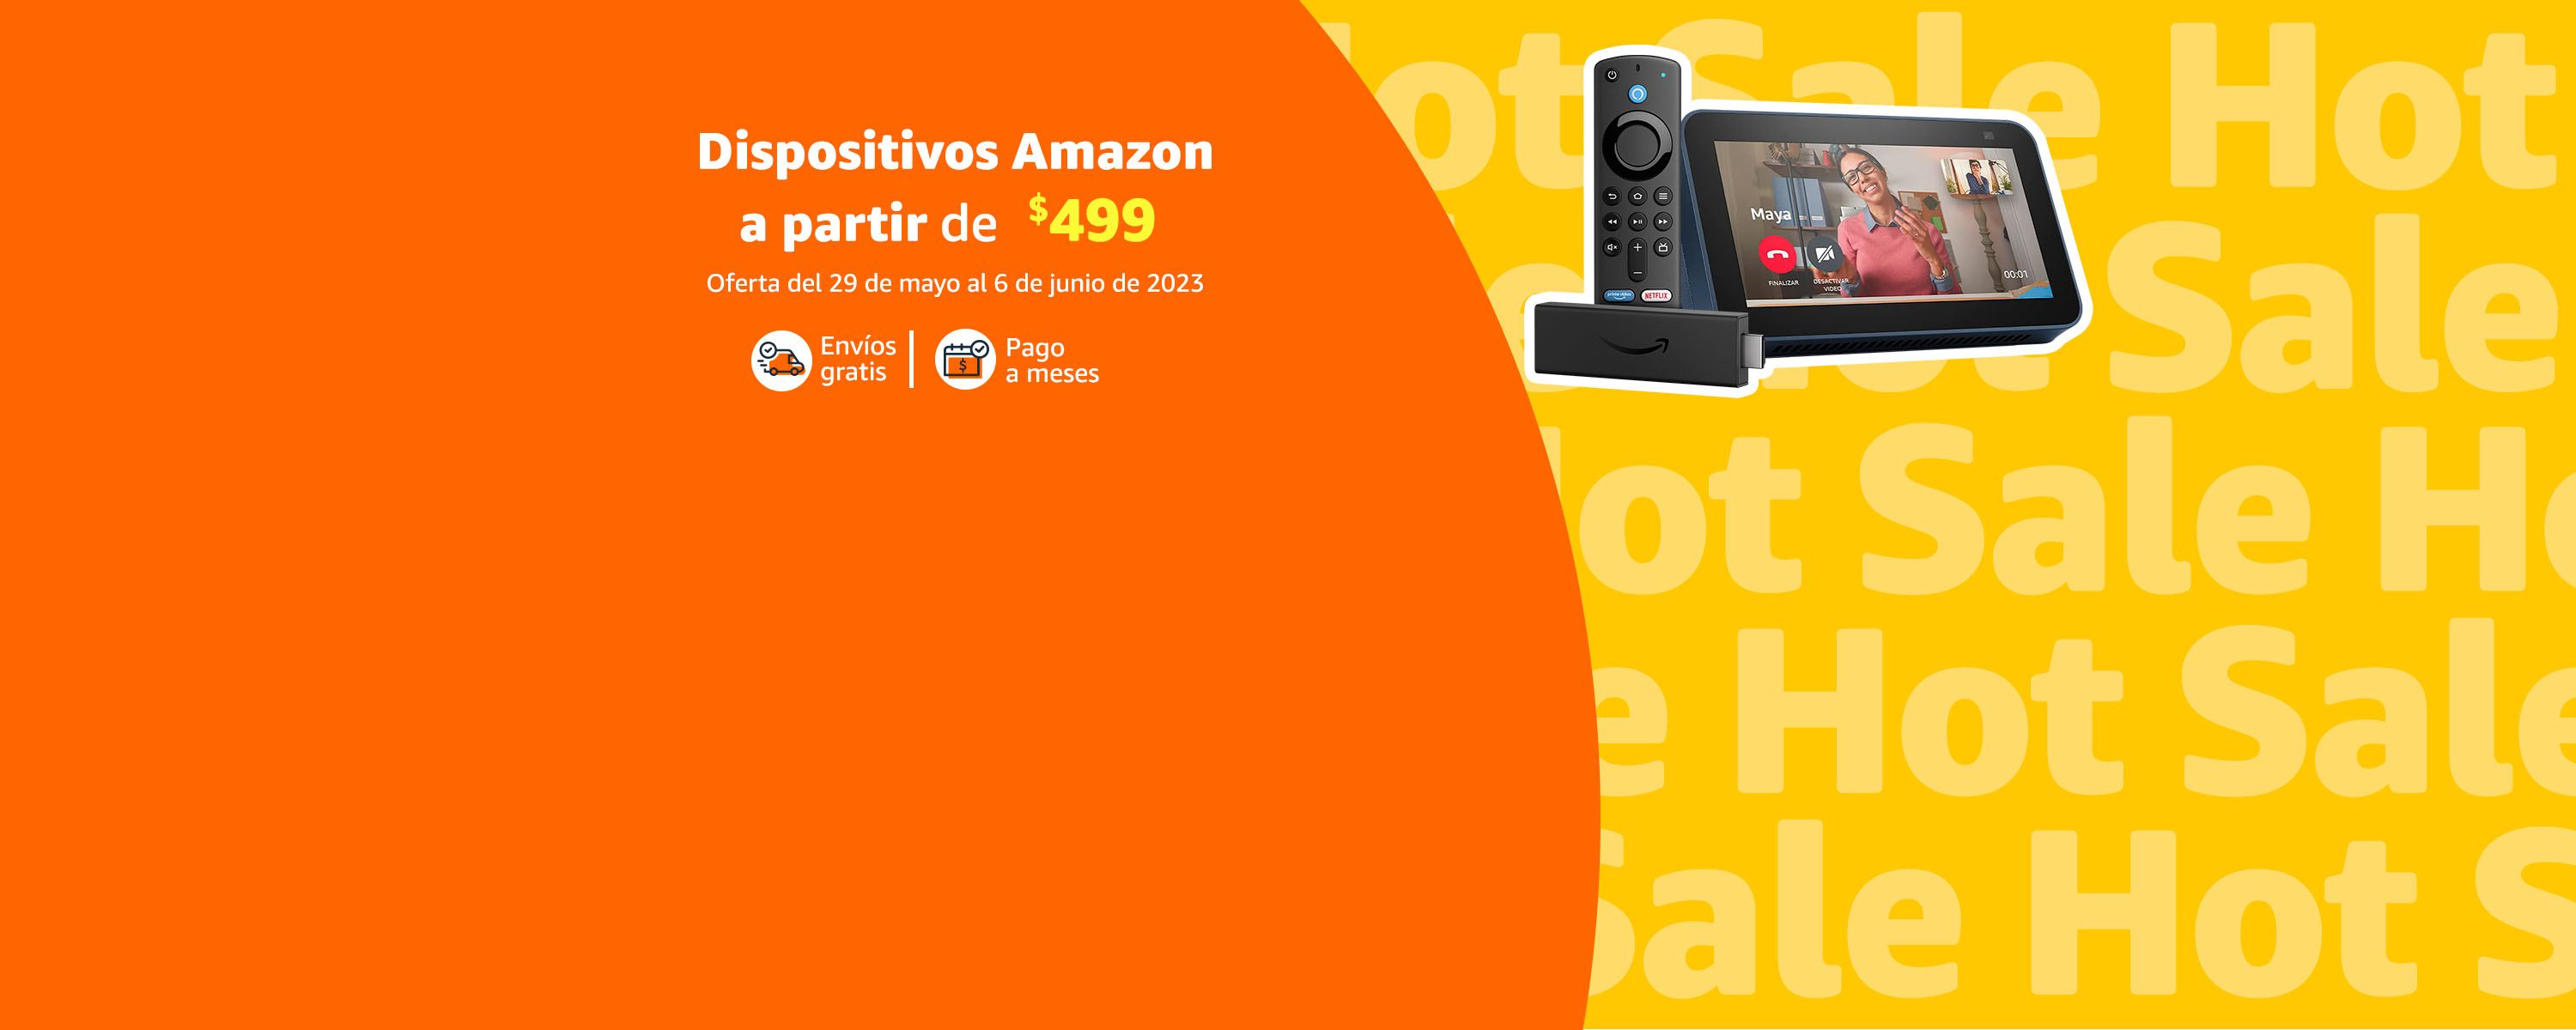 Dispositivos Amazon
a partir de $499
Oferta del 29 de mayo al 6 de junio de 2023
Envíos
gratis
Pago
a meses
Maya
FINALIZAR
DESACTIVAR
VIDEO
00:01
prime video
NETFLIX
ot Sale Hot
e Hot Sale
ot Sale H
e Hot Sale
Sale Hot S